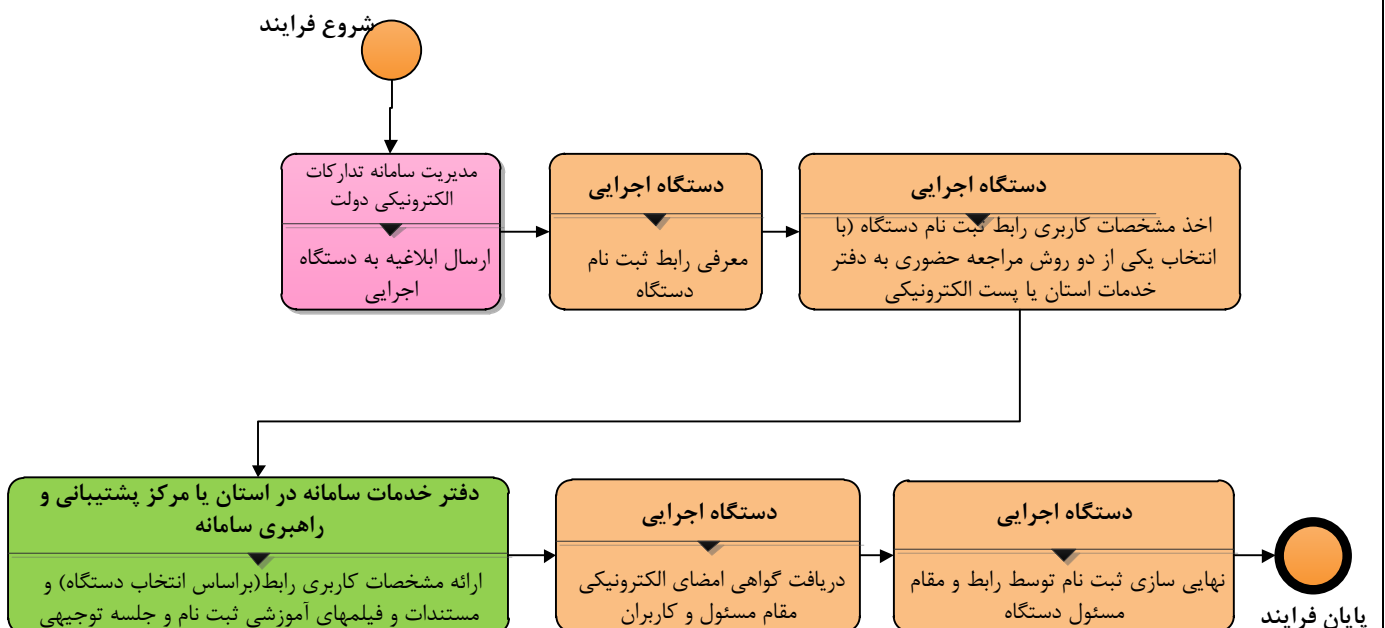 شروع فرایند
مدیریت سامانه تدارکات
الکترونیکی دولت
ارسال ابلاغیه به دستگاه
اجرایی
دستگاه اجرایی
معرفی رابط ثبت نام
دستگاه
دستگاه اجرایی
اخذ مشخصات کاربری رابط ثبت نام دستگاه (با
انتخاب یکی از دو روش مراجعه حضوری به دفتر
خدمات استان یا پست الکترونیکی
دفتر خدمات سامانه در استان یا مرکز پشتیبانی و
راهبری سامانه
ارائه مشخصات کاربری رابط(براساس انتخاب دستگاه) و
مستندات و فیلمهای آموزشی ثبت نام و جلسه توجیهی
دستگاه اجرایی
دریافت گواهی امضای الکترونیکی
مقام مسئول و کاربران
دستگاه اجرایی
نهایی سازی ثبت نام توسط رابط و مقام
مسئول دستگاه
پایان فرایند